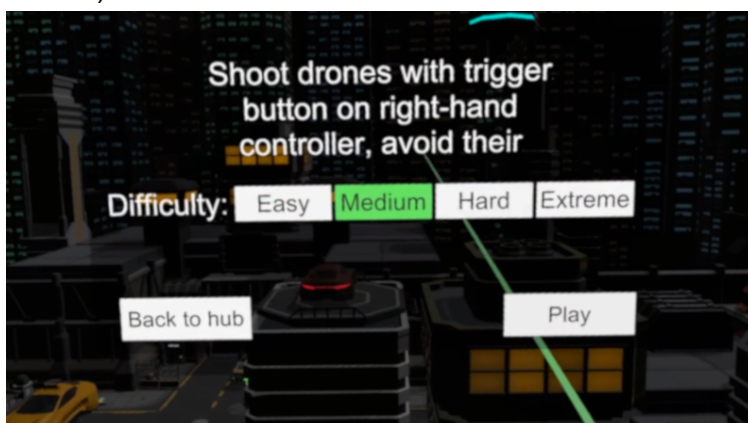 Shoot drones with trigger
button on right-hand
controller, avoid their
Difficulty: Easy Medium Hard Extreme
Back to hub Play